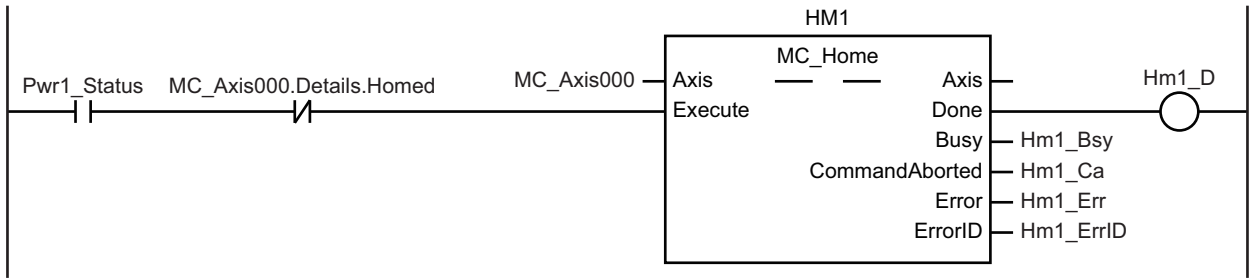 HM1
MC_Home
Pwr1_Status MC_Axis000.Details.Homed MC_Axis000 Axis Axis Hm1_D
Execute Done
Busy Hm1_Bsy
CommandAborted Hm1_Ca
Error Hm1_Err
ErrorID Hm1_ErrID